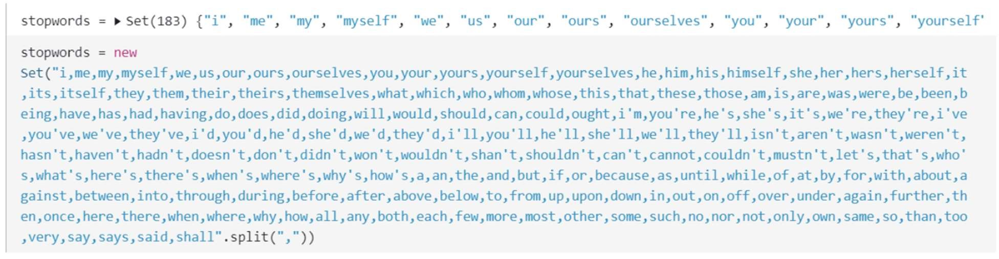 stopwords = ▶ Set(183) {"i", "me", "my", "myself", "we", "us", "our", "ours", "ourselves", "you", "your", "yours", "yourself'
stopwords = new
Set("i,me,my,myself,we,us,our,ours,ourselves,you,your,yours,yourself,yourselves,he,him,his,himself,she,her,hers,herself,it
,its,itself,they,them,their,theirs,themselves,what,which,who,whom,whose,this,that,these,those,am,is,are,was,were,be,been,b
eing,have,has,had,having,do,does,did,doing,will,would,should,can,could,ought,i'm,you're,he's,she's,it's,we're,they're,i've
,you've,we've,they've,i'd,you'd,he'd,she'd,we'd,they'd,i'll,you'll,he'll,she'll,we'll,they'll,isn't,aren't,wasn't,weren't,
hasn't,haven't,hadn't,doesn't,don't,didn't,won't,wouldn't,shan't,shouldn't,can't,cannot,couldn't,mustn't,let's,that's,who'
s,what's,here's,there's,when's,where's,why's,how's,a,an,the,and,but,if,or,because,as,until,while,of,at,by,for,with,about,a
gainst,between,into,through,during,before,after,above,below,to,from,up,upon,down,in,out,on,off,over,under,again,further,th
en,once,here,there,when,where,why,how,all,any,both,each,few,more,most,other,some,such,no,nor,not,only,own,same,so,than,too
,very,say,says,said,shall".split(","))